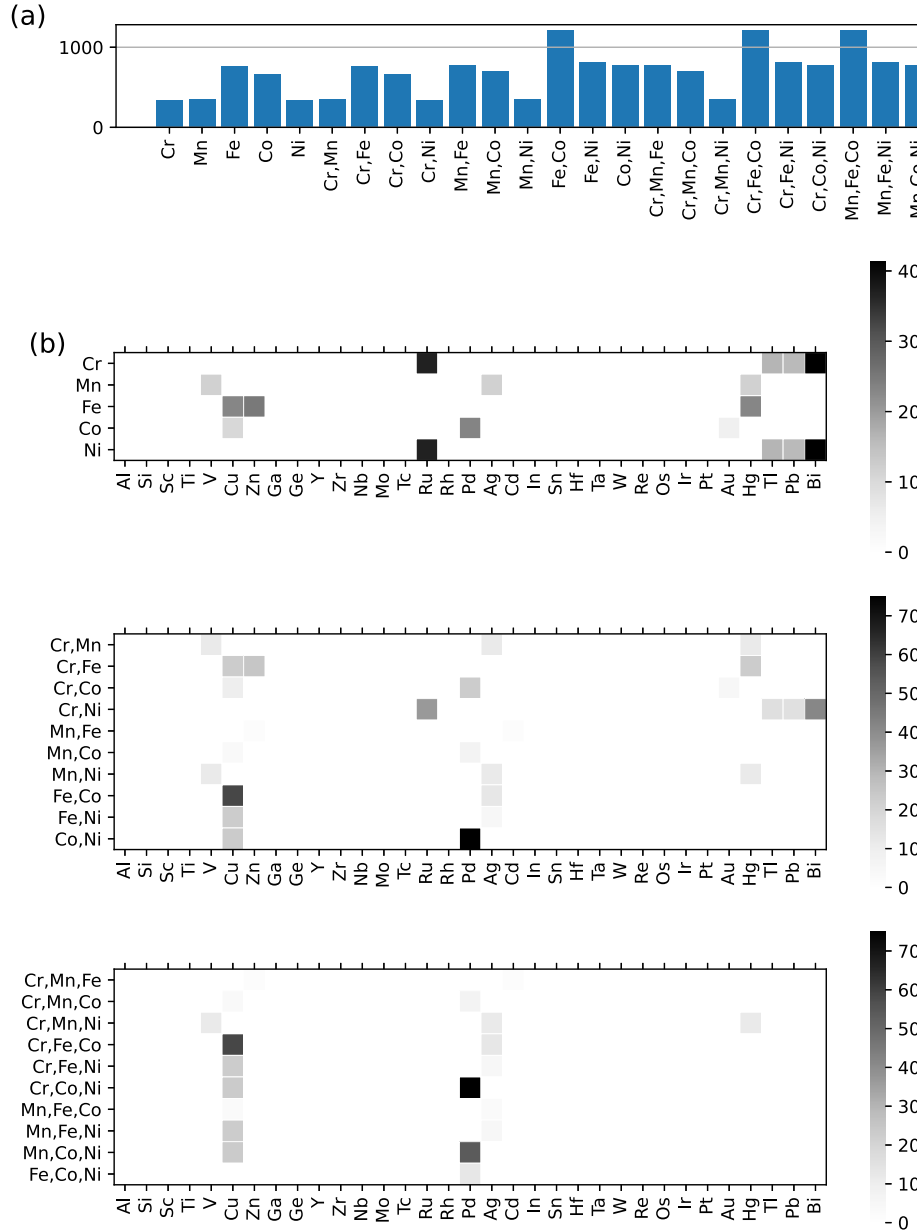 (a)
1000
0
Cr Mn Fe Co Ni Cr,Mn Cr,Fe Cr,Co Cr,Ni Mn,Fe Mn,Co Mn,Ni Fe,Co Fe,Ni Co,Ni Cr,Mn,Fe Cr,Mn,Co Cr,Mn,Ni Cr,Fe,Co Cr,Fe,Ni Cr,Co,Ni Mn,Fe,Co Mn,Fe,Ni Mn,Co,Ni
(b)
Cr
Mn
Fe
Co
Ni
Al Si Sc Ti V Cu Zn Ga Ge Y Zr Nb Mo Tc Ru Rh Pd Ag Cd In Sn Hf Ta W Re Os Ir Pt Au Hg Tl Pb Bi
40
30
20
10
0
Cr,Mn
Cr,Fe
Cr,Co
Cr,Ni
Mn,Fe
Mn,Co
Mn,Ni
Fe,Co
Fe,Ni
Co,Ni
Al Si Sc Ti V Cu Zn Ga Ge Y Zr Nb Mo Tc Ru Rh Pd Ag Cd In Sn Hf Ta W Re Os Ir Pt Au Hg Tl Pb Bi
70
60
50
40
30
20
10
0
Cr,Mn,Fe
Cr,Mn,Co
Cr,Mn,Ni
Cr,Fe,Co
Cr,Fe,Ni
Cr,Co,Ni
Mn,Fe,Co
Mn,Fe,Ni
Mn,Co,Ni
Fe,Co,Ni
Al Si Sc Ti V Cu Zn Ga Ge Y Zr Nb Mo Tc Ru Rh Pd Ag Cd In Sn Hf Ta W Re Os Ir Pt Au Hg Tl Pb Bi
70
60
50
40
30
20
10
0